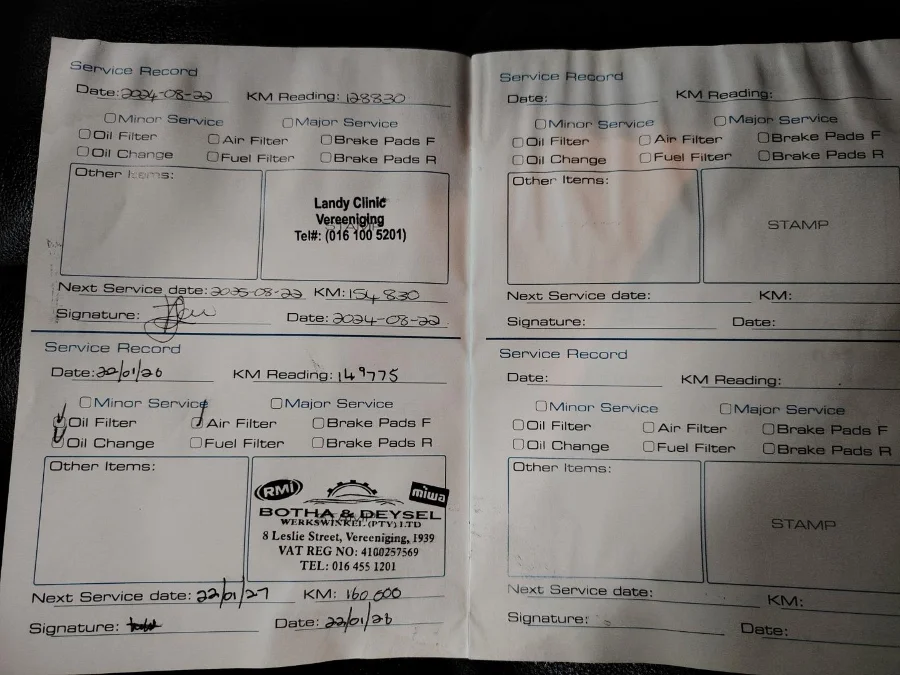 Service Record
Date: 2024-08-22 KM Reading: 128830
Minor Service Major Service
Oil Filter Air Filter Brake Pads F
Oil Change Fuel Filter Brake Pads R
Other Items:
Landy Clinic
Vereeniging
STAMP
Tel#: (016 100 5201)
Next Service date: 2025-08-22 KM: 154830
Signature: Date: 2024-08-22
Service Record
Date: 22/01/26 KM Reading: 149775
Minor Service Major Service
Oil Filter Air Filter Brake Pads F
Oil Change Fuel Filter Brake Pads R
Other Items:
RMI miwa
BOTHA & DEYSEL
WERKSWINKEL (PTY) LTD
8 Leslie Street, Vereeniging, 1939
VAT REG NO: 4100257569
TEL: 016 455 1201
Next Service date: 22/01/27 KM: 160 000
Signature: Date: 22/01/26
Service Record
Date: KM Reading:
Minor Service Major Service
Oil Filter Air Filter Brake Pads F
Oil Change Fuel Filter Brake Pads R
Other Items:
STAMP
Next Service date: KM:
Signature: Date:
Service Record
Date: KM Reading:
Minor Service Major Service
Oil Filter Air Filter Brake Pads F
Oil Change Fuel Filter Brake Pads R
Other Items:
STAMP
Next Service date: KM:
Signature: Date: